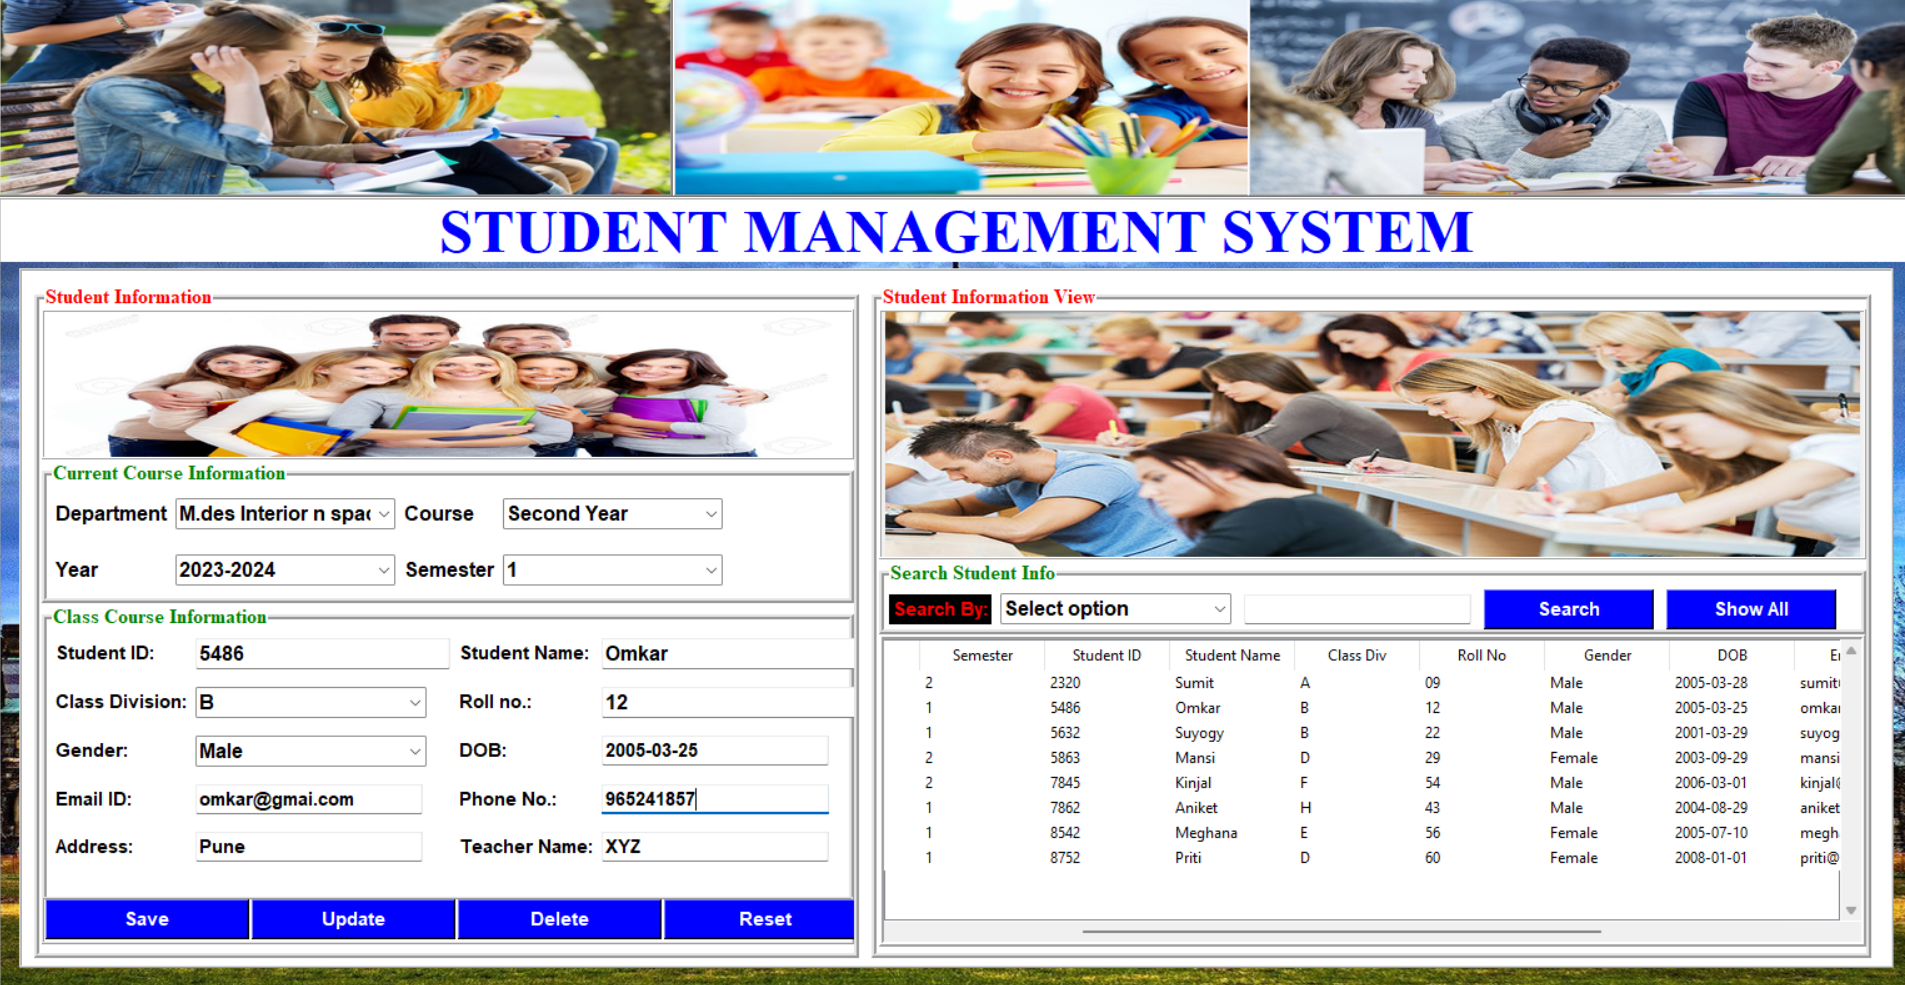 STUDENT MANAGEMENT SYSTEM
Student Information
Current Course Information
Department M.des Interior n spac Course Second Year
Year 2023-2024 Semester 1
Class Course Information
Student ID: 5486 Student Name: Omkar
Class Division: B Roll no.: 12
Gender: Male DOB: 2005-03-25
Email ID: omkar@gmai.com Phone No.: 965241857
Address: Pune Teacher Name: XYZ
Save Update Delete Reset
Student Information View
Search Student Info
Search By: Select option Search Show All
Semester Student ID Student Name Class Div Roll No Gender DOB
2 2320 Sumit A 09 Male 2005-03-28 sumit
1 5486 Omkar B 12 Male 2005-03-25 omkar
1 5632 Suyogy B 22 Male 2001-03-29 suyog
2 5863 Mansi D 29 Female 2003-09-29 mansi
2 7845 Kinjal F 54 Male 2006-03-01 kinjal@
1 7862 Aniket H 43 Male 2004-08-29 aniket
1 8542 Meghana E 56 Female 2005-07-10 megh
1 8752 Priti D 60 Female 2008-01-01 priti@